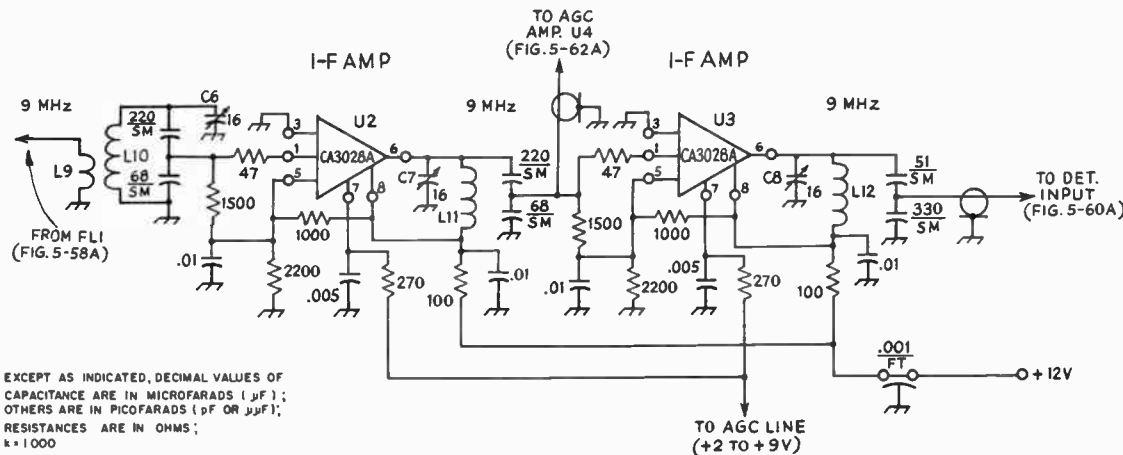 TO AGC
AMP. U4
(FIG. 5-62A)
I-F AMP
I-F AMP
9 MHz
C6
16
220
SM
L9
L10
68
SM
FROM FL1
(FIG. 5-58A)
1500
.01
47
3
1
5
U2
CA3028A
6
7
8
1000
2200
.005
270
C7
16
L11
9 MHz
220
SM
68
SM
100
.01
1500
.01
47
3
1
5
U3
CA3028A
6
7
8
1000
2200
.005
270
C8
16
L12
9 MHz
51
SM
330
SM
.01
100
TO DET.
INPUT
(FIG. 5-60A)
.001
FT
+12V
TO AGC LINE
(+2 TO +9V)
EXCEPT AS INDICATED, DECIMAL VALUES OF
CAPACITANCE ARE IN MICROFARADS ( µF ) ;
OTHERS ARE IN PICOFARADS ( pF OR µµF);
RESISTANCES ARE IN OHMS ;
k = 1000